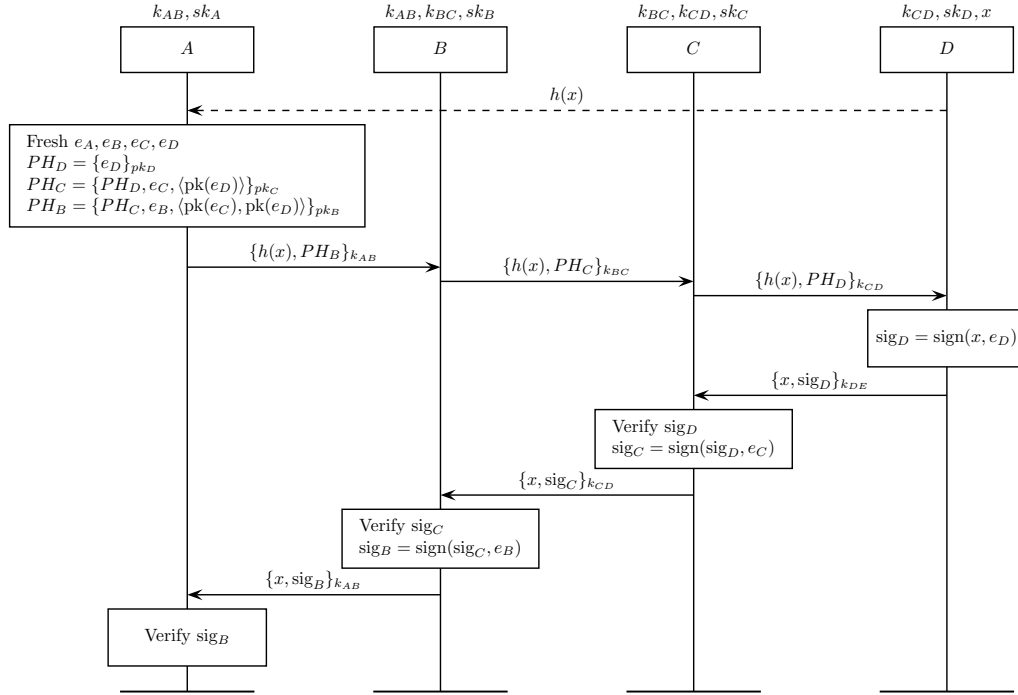 k_{AB}, sk_A
k_{AB}, k_{BC}, sk_B
k_{BC}, k_{CD}, sk_C
k_{CD}, sk_D, x
A
B
C
D
h(x)
Fresh e_A, e_B, e_C, e_D
PH_D = {e_D}_{pk_D}
PH_C = {PH_D, e_C, ⟨pk(e_D)⟩}_{pk_C}
PH_B = {PH_C, e_B, ⟨pk(e_C), pk(e_D)⟩}_{pk_B}
{h(x), PH_B}_{k_{AB}}
{h(x), PH_C}_{k_{BC}}
{h(x), PH_D}_{k_{CD}}
sig_D = sign(x, e_D)
{x, sig_D}_{k_{DE}}
Verify sig_D
sig_C = sign(sig_D, e_C)
{x, sig_C}_{k_{CD}}
Verify sig_C
sig_B = sign(sig_C, e_B)
{x, sig_B}_{k_{AB}}
Verify sig_B